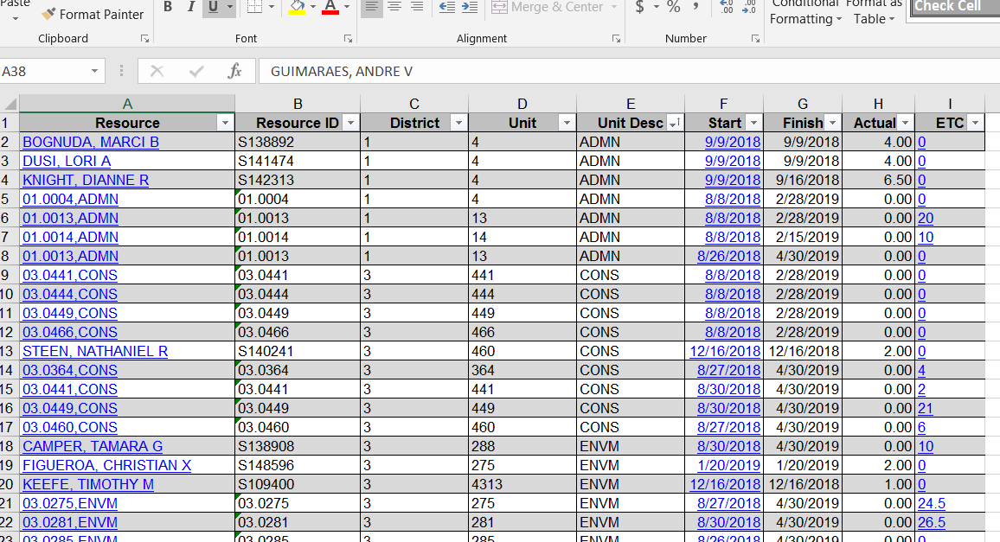 Paste
Format Painter
B I U
A
Merge & Center
$ % ,
.00
.00
Conditional Format as
Formatting Table
Check Cell
Clipboard Font Alignment Number
A38 fx GUIMARAES, ANDRE V
A B C D E F G H I
1 Resource Resource ID District Unit Unit Desc Start Finish Actual ETC
2 BOGNUDA, MARCI B S138892 1 4 ADMN 9/9/2018 9/9/2018 4.00 0
3 DUSI, LORI A S141474 1 4 ADMN 9/9/2018 9/9/2018 4.00 0
4 KNIGHT, DIANNE R S142313 1 4 ADMN 9/9/2018 9/16/2018 6.50 0
5 01.0004,ADMN 01.0004 1 4 ADMN 8/8/2018 2/28/2019 0.00 0
6 01.0013,ADMN 01.0013 1 13 ADMN 8/8/2018 2/28/2019 0.00 20
7 01.0014,ADMN 01.0014 1 14 ADMN 8/8/2018 2/15/2019 0.00 10
8 01.0013,ADMN 01.0013 1 13 ADMN 8/26/2018 4/30/2019 0.00 0
9 03.0441,CONS 03.0441 3 441 CONS 8/8/2018 2/28/2019 0.00 0
10 03.0444,CONS 03.0444 3 444 CONS 8/8/2018 2/28/2019 0.00 0
11 03.0449,CONS 03.0449 3 449 CONS 8/8/2018 2/28/2019 0.00 0
12 03.0466,CONS 03.0466 3 466 CONS 8/8/2018 2/28/2019 0.00 0
13 STEEN, NATHANIEL R S140241 3 460 CONS 12/16/2018 12/16/2018 2.00 0
14 03.0364,CONS 03.0364 3 364 CONS 8/27/2018 4/30/2019 0.00 4
15 03.0441,CONS 03.0441 3 441 CONS 8/30/2018 4/30/2019 0.00 2
16 03.0449,CONS 03.0449 3 449 CONS 8/30/2018 4/30/2019 0.00 21
17 03.0460,CONS 03.0460 3 460 CONS 8/27/2018 4/30/2019 0.00 6
18 CAMPER, TAMARA G S138908 3 288 ENVM 8/30/2018 4/30/2019 0.00 10
19 FIGUEROA, CHRISTIAN X S148596 3 275 ENVM 1/20/2019 1/20/2019 2.00 0
20 KEEFE, TIMOTHY M S109400 3 4313 ENVM 12/16/2018 12/16/2018 1.00 0
21 03.0275,ENVM 03.0275 3 275 ENVM 8/27/2018 4/30/2019 0.00 24.5
22 03.0281,ENVM 03.0281 3 281 ENVM 8/30/2018 4/30/2019 0.00 26.5
23 03.0285,ENVM 03.0285 3 285 ENVM 8/26/2018 4/30/2019 0.00 0